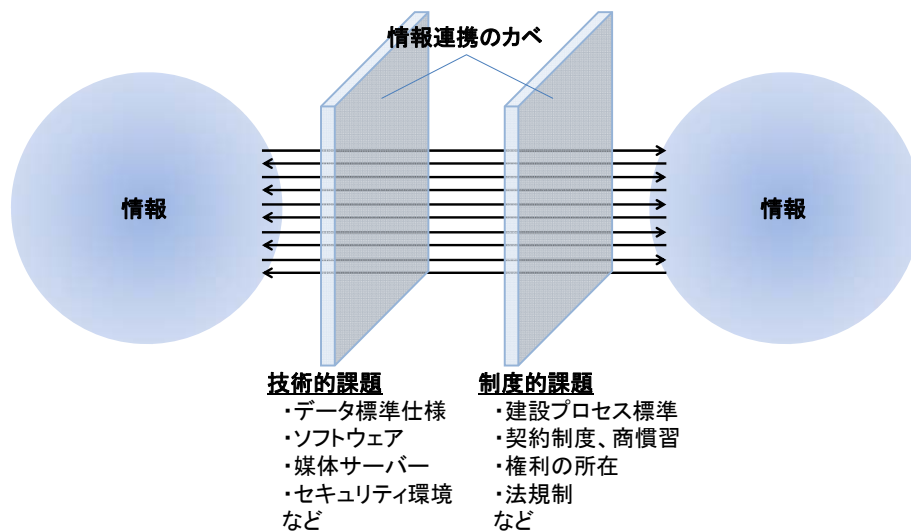 情報連携のカベ
情報
情報
技術的課題
・データ標準仕様
・ソフトウェア
・媒体サーバー
・セキュリティ環境
など
制度的課題
・建設プロセス標準
・契約制度、商慣習
・権利の所在
・法規制
など